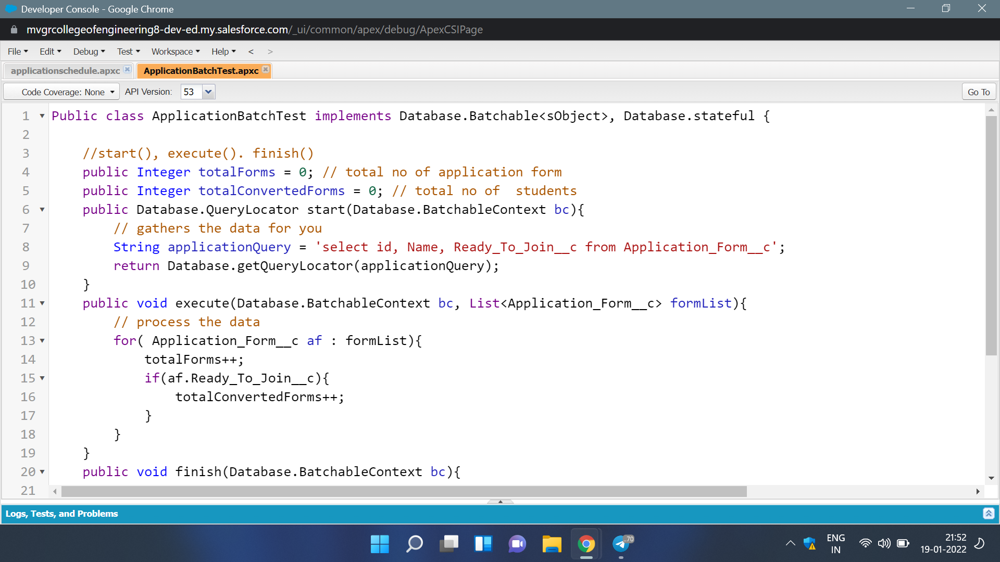 Developer Console - Google Chrome
mvgrcollegeofengineering8-dev-ed.my.salesforce.com/_ui/common/apex/debug/ApexCSIPage
File Edit Debug Test Workspace Help < >
applicationschedule.apxc ApplicationBatchTest.apxc
Code Coverage: None API Version: 53 Go To
1 Public class ApplicationBatchTest implements Database.Batchable<sObject>, Database.stateful {
2
3 //start(), execute(). finish()
4 public Integer totalForms = 0; // total no of application form
5 public Integer totalConvertedForms = 0; // total no of  students
6 public Database.QueryLocator start(Database.BatchableContext bc){
7 // gathers the data for you
8 String applicationQuery = 'select id, Name, Ready_To_Join__c from Application_Form__c';
9 return Database.getQueryLocator(applicationQuery);
10 }
11 public void execute(Database.BatchableContext bc, List<Application_Form__c> formList){
12 // process the data
13 for( Application_Form__c af : formList){
14 totalForms++;
15 if(af.Ready_To_Join__c){
16 totalConvertedForms++;
17 }
18 }
19 }
20 public void finish(Database.BatchableContext bc){
21
Logs, Tests, and Problems
70
ENG
IN
21:52
19-01-2022